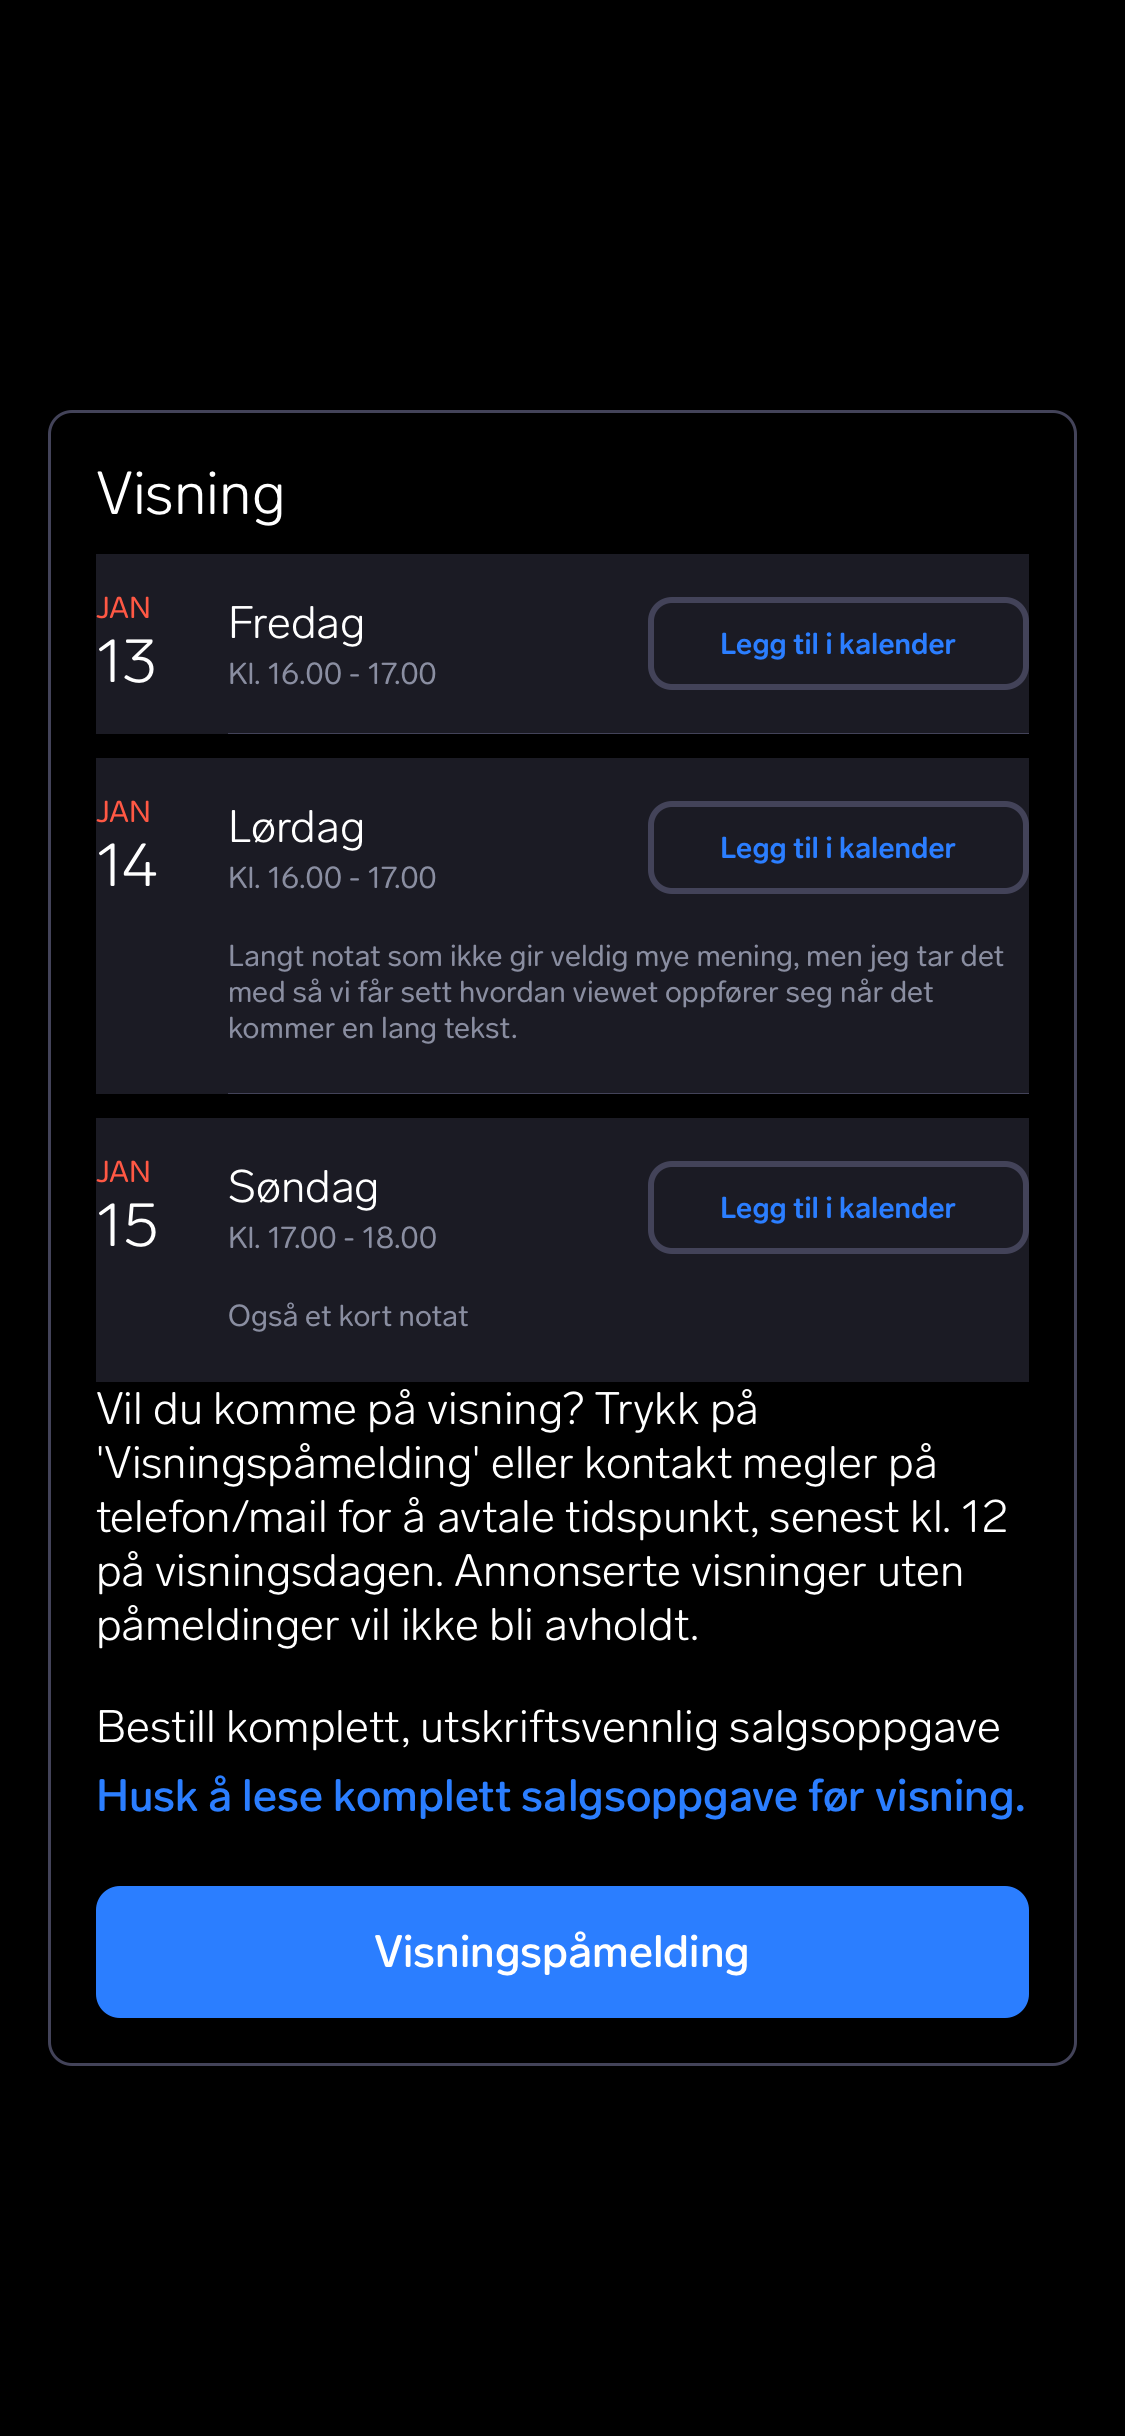 Visning
JAN
13
Fredag
Kl. 16.00 - 17.00
Legg til i kalender
JAN
14
Lørdag
Kl. 16.00 - 17.00
Legg til i kalender
Langt notat som ikke gir veldig mye mening, men jeg tar det
med så vi får sett hvordan viewet oppfører seg når det
kommer en lang tekst.
JAN
15
Søndag
Kl. 17.00 - 18.00
Legg til i kalender
Også et kort notat
Vil du komme på visning? Trykk på
'Visningspåmelding' eller kontakt megler på
telefon/mail for å avtale tidspunkt, senest kl. 12
på visningsdagen. Annonserte visninger uten
påmeldinger vil ikke bli avholdt.
Bestill komplett, utskriftsvennlig salgsoppgave
Husk å lese komplett salgsoppgave før visning.
Visningspåmelding